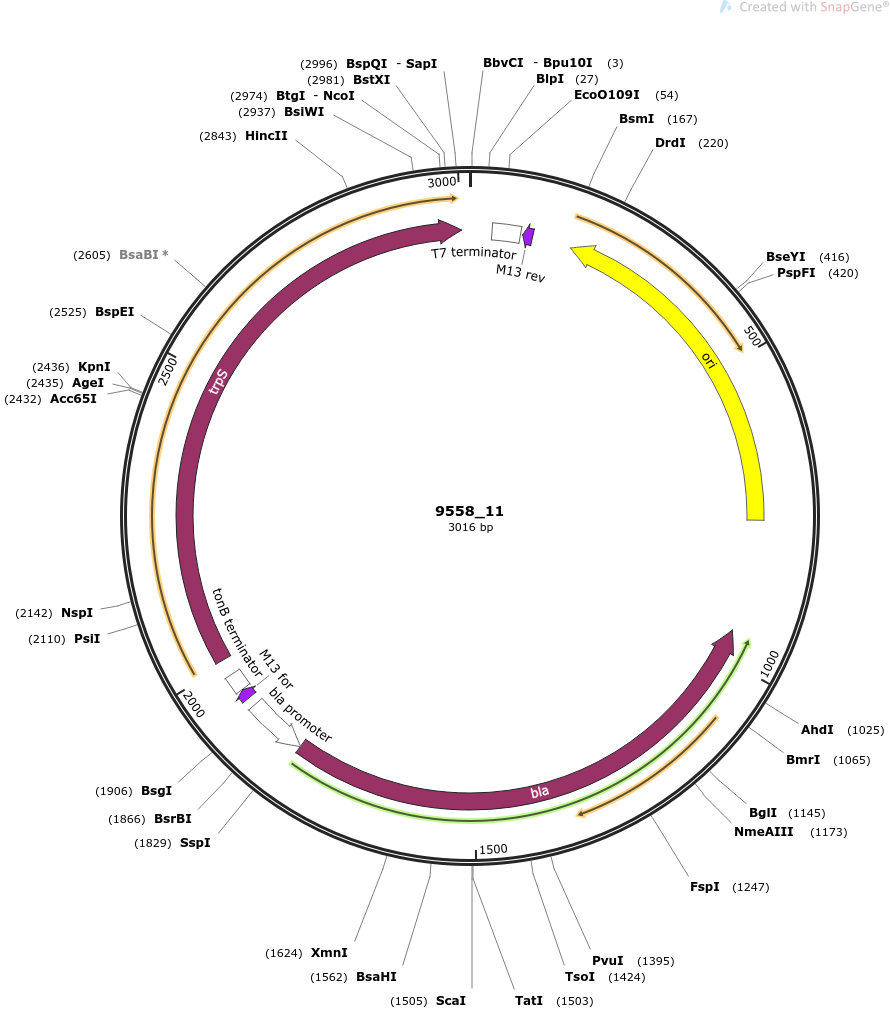 Created with SnapGene®
(2996) BspQI - SapI
(2981) BstXI
(2974) BtgI - NcoI
(2937) BsiWI
(2843) HincII
BbvCI - Bpu10I (3)
BlpI (27)
EcoO109I (54)
BsmI (167)
DrdI (220)
3000
T7 terminator
M13 rev
(2605) BsaBI *
(2525) BspEI
(2436) KpnI
(2435) AgeI
(2432) Acc65I
2500
trpS
BseYI (416)
PspFI (420)
500
ori
9558_11
3016 bp
(2142) NspI
(2110) PsiI
2000
tonB terminator
M13 for
bla promoter
bla
1000
AhdI (1025)
BmrI (1065)
BglI (1145)
NmeAIII (1173)
FspI (1247)
(1906) BsgI
(1866) BsrBI
(1829) SspI
1500
(1624) XmnI
(1562) BsaHI
(1505) ScaI
TatI (1503)
TsoI (1424)
PvuI (1395)